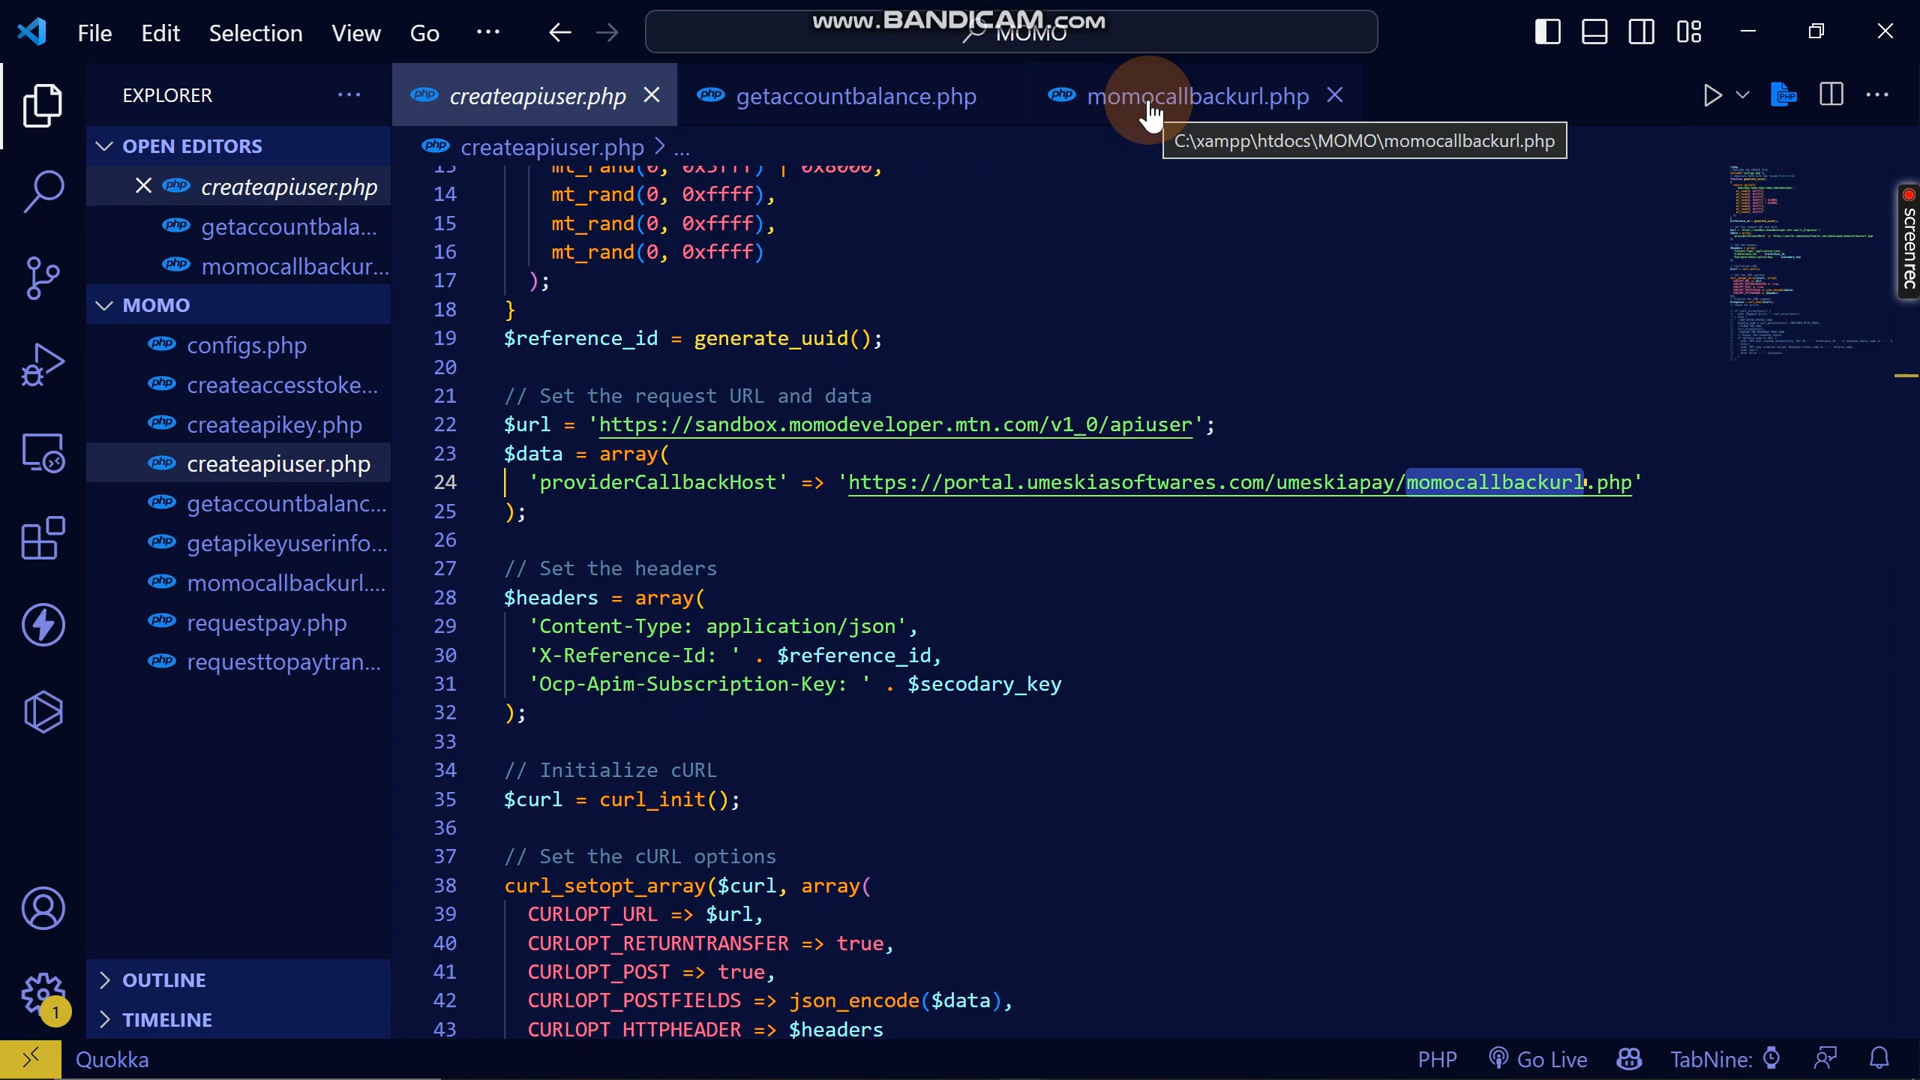 File Edit Selection View Go ...
www.BANDICAM.com
MOMO
EXPLORER ...
OPEN EDITORS
createapiuser.php
getaccountbala...
momocallbackur...
MOMO
configs.php
createaccesstoke...
createapikey.php
createapiuser.php
getaccountbalanc...
getapikeyuserinfo...
momocallbackurl....
requestpay.php
requesttopaytran...
OUTLINE
TIMELINE
createapiuser.php
getaccountbalance.php
momocallbackurl.php
C:\xampp\htdocs\MOMO\momocallbackurl.php
createapiuser.php > ...
13 mt_rand(0, 0x3fff) | 0x8000,
14 mt_rand(0, 0xffff),
15 mt_rand(0, 0xffff),
16 mt_rand(0, 0xffff)
17 );
18 }
19 $reference_id = generate_uuid();
20
21 // Set the request URL and data
22 $url = 'https://sandbox.momodeveloper.mtn.com/v1_0/apiuser';
23 $data = array(
24 'providerCallbackHost' => 'https://portal.umeskiasoftwares.com/umeskiapay/momocallbackurl.php'
25 );
26
27 // Set the headers
28 $headers = array(
29 'Content-Type: application/json',
30 'X-Reference-Id: ' . $reference_id,
31 'Ocp-Apim-Subscription-Key: ' . $secodary_key
32 );
33
34 // Initialize cURL
35 $curl = curl_init();
36
37 // Set the cURL options
38 curl_setopt_array($curl, array(
39 CURLOPT_URL => $url,
40 CURLOPT_RETURNTRANSFER => true,
41 CURLOPT_POST => true,
42 CURLOPT_POSTFIELDS => json_encode($data),
43 CURLOPT_HTTPHEADER => $headers
screenrec
1
Quokka
PHP
Go Live
TabNine: